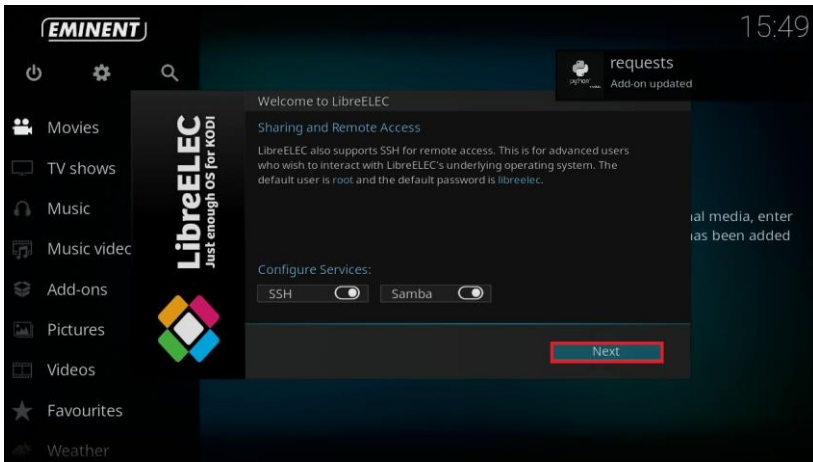 EMINENT
15:49
requests
Add-on updated
Welcome to LibreELEC
Sharing and Remote Access
LibreELEC also supports SSH for remote access. This is for advanced users
who wish to interact with LibreELEC's underlying operating system. The
default user is root and the default password is libreelec.
Configure Services:
SSH
Samba
Next
LibreELEC
Just enough OS for KODI
Movies
TV shows
Music
Music videc
Add-ons
Pictures
Videos
Favourites
Weather
al media, enter
has been added